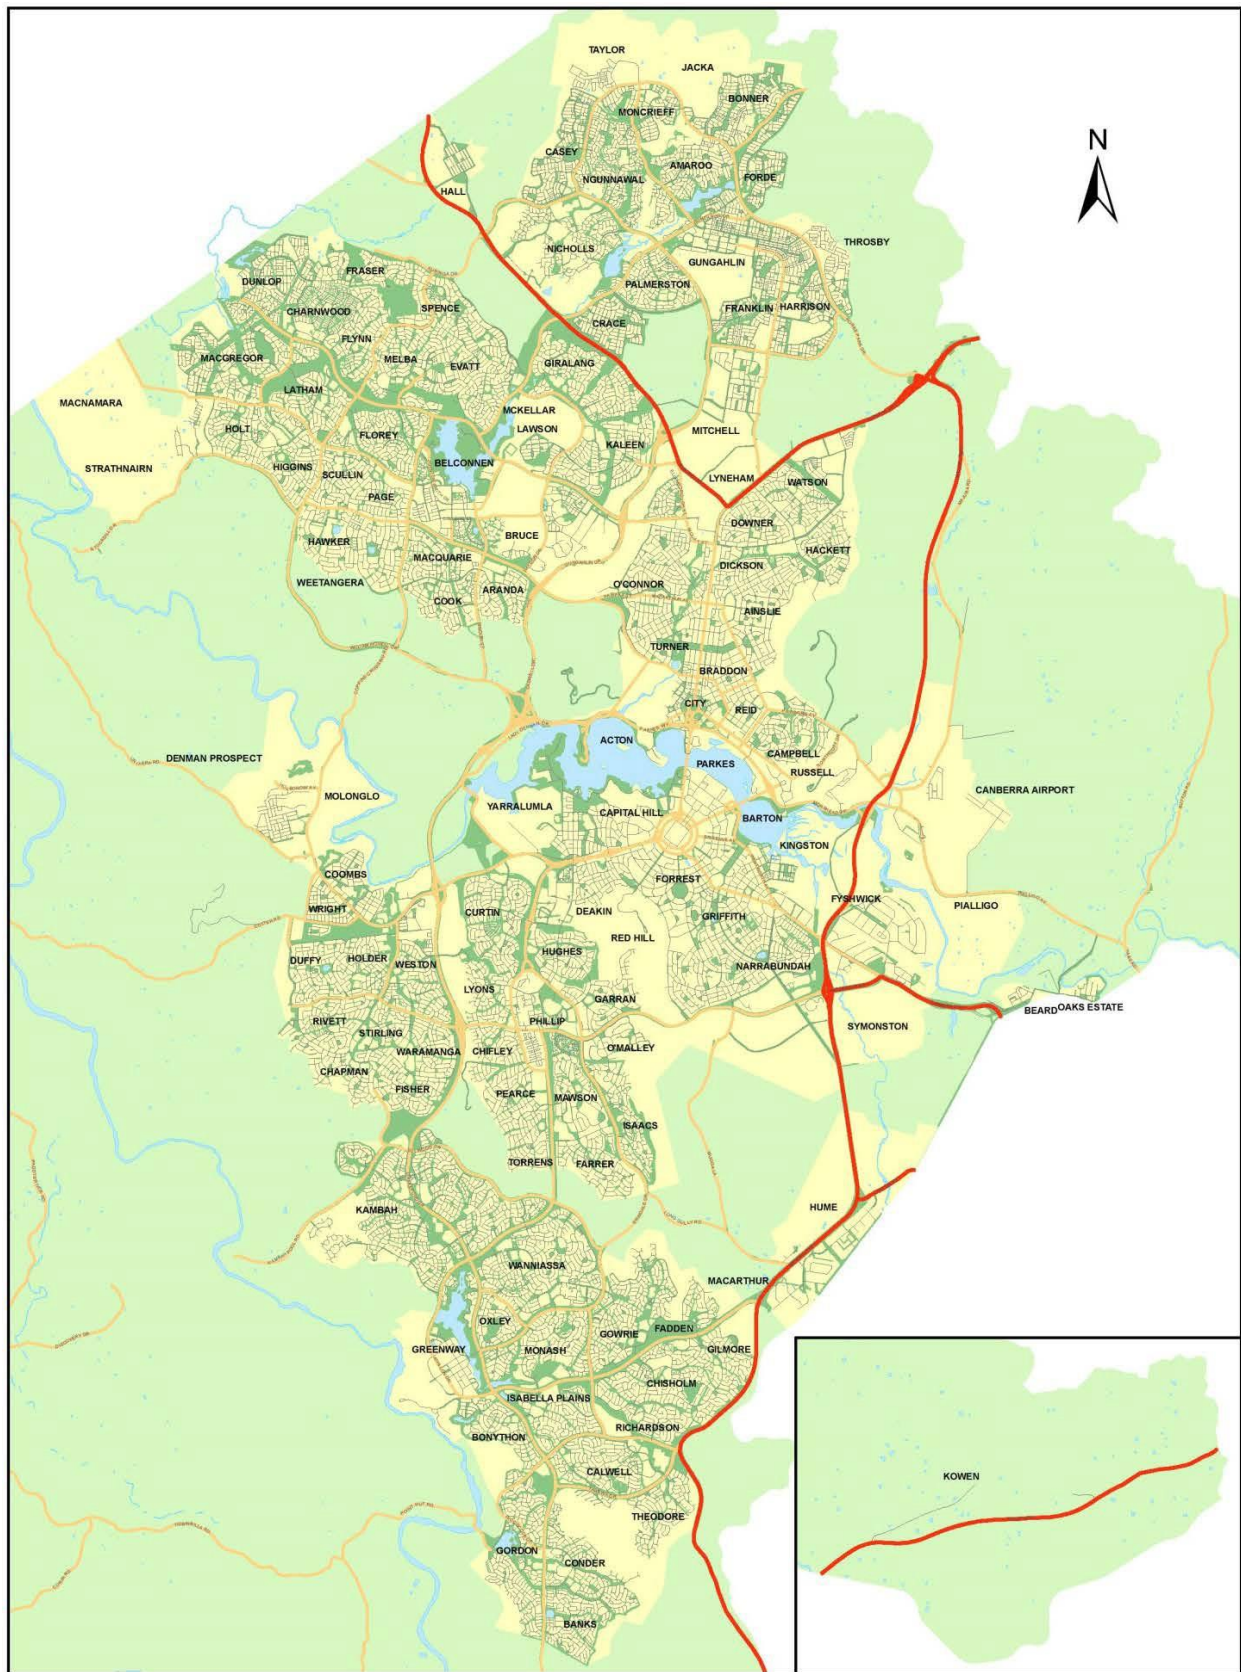 TAYLOR
JACKA
BONNER
MONCRIEFF
N
CASEY
AMAROO
NGUNNAWAL
FORDE
HALL
THROSBY
NICHOLLS
GUNGAHLIN
FRASER
DUNLOP
PALMERSTON
SPENCE
CHARNWOOD
FRANKLIN
HARRISON
CRACE
FLYNN
MACGREGOR
MELBA
EVATT
GIRALANG
LATHAM
MACNAMARA
MCKELLAR
HOLT
LAWSON
MITCHELL
FLOREY
KALEEN
BELCONNEN
STRATHNAIRN
HIGGINS
SCULLIN
LYNEHAM
WATSON
PAGE
DOWNER
HAWKER
BRUCE
HACKETT
MACQUARIE
DICKSON
WEETANGERA
O'CONNOR
ARANDA
COOK
AINSLIE
TURNER
BRADDON
CITY
REID
ACTON
CAMPBELL
DENMAN PROSPECT
PARKES
RUSSELL
MOLONGLO
CANBERRA AIRPORT
YARRALUMLA
CAPITAL HILL
BARTON
KINGSTON
COOMBS
FORREST
FYSHWICK
PIALLIGO
WRIGHT
CURTIN
DEAKIN
GRIFFITH
RED HILL
HUGHES
DUFFY
HOLDER
WESTON
NARRABUNDAH
LYONS
GARRAN
BEARD
OAKS ESTATE
RIVETT
PHILLIP
SYMONSTON
STIRLING
WARAMANGA
CHIFLEY
O'MALLEY
CHAPMAN
FISHER
PEARCE
MAWSON
ISAACS
TORRENS
FARRER
KAMBAH
HUME
WANNIASSA
MACARTHUR
OXLEY
FADDEN
GOWRIE
GREENWAY
MONASH
GILMORE
CHISHOLM
ISABELLA PLAINS
RICHARDSON
BONYTHON
CALWELL
KOWEN
THEODORE
GORDON
CONDER
BANKS